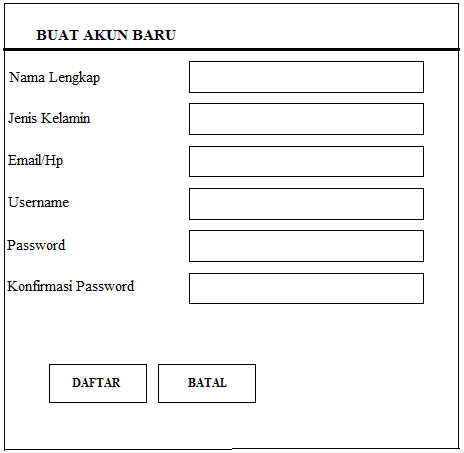 BUAT AKUN BARU
Nama Lengkap
Jenis Kelamin
Email/Hp
Username
Password
Konfirmasi Password
DAFTAR BATAL